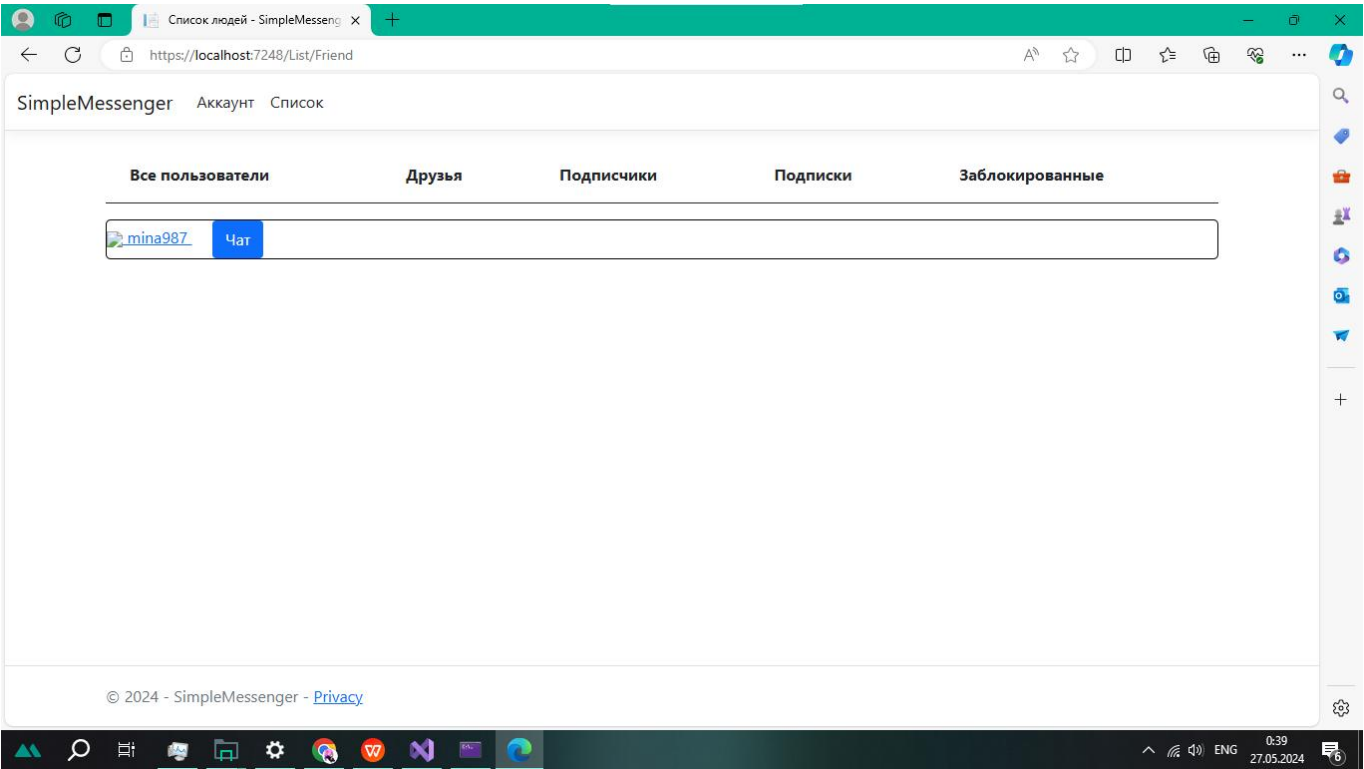 Список людей - SimpleMesseng
https://localhost:7248/List/Friend
SimpleMessenger Аккаунт Список
Все пользователи Друзья Подписчики Подписки Заблокированные
mina987 Чат
© 2024 - SimpleMessenger - Privacy
ENG 0:39
27.05.2024
6